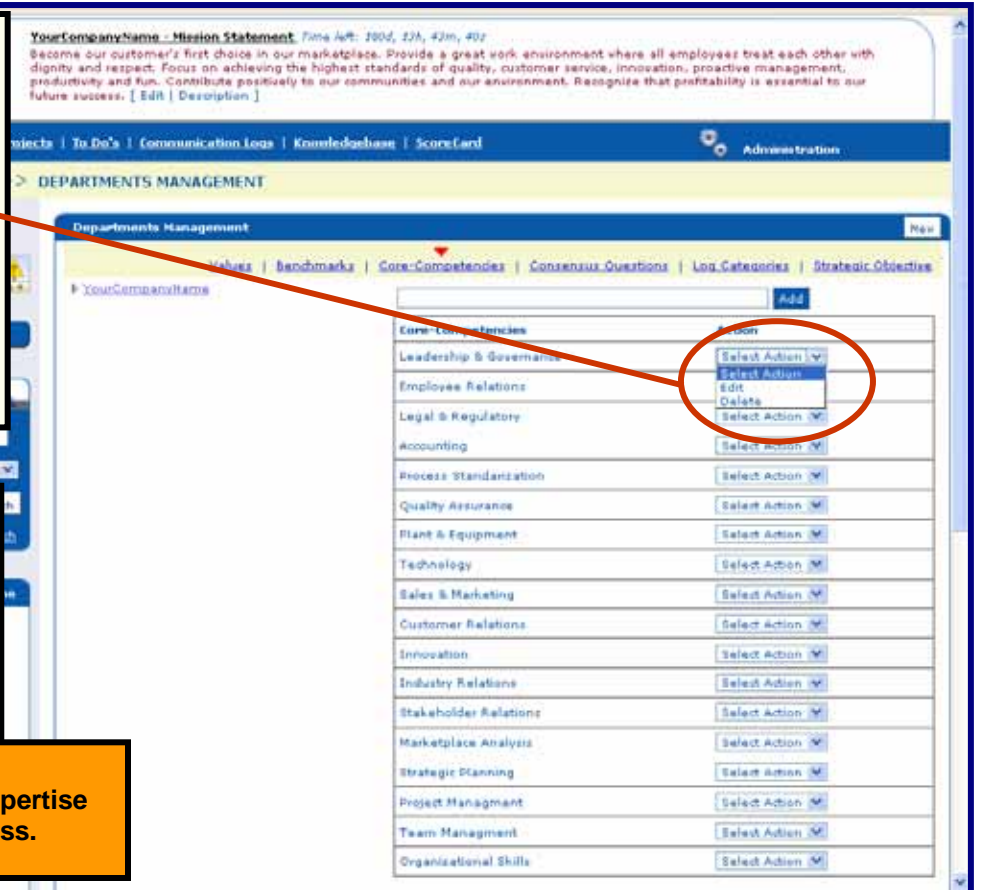 YourCompanyName - Mission Statement Time left: 100d, 13h, 43m, 40s
Become our customer's first choice in our marketplace. Provide a great work environment where all employees treat each other with
dignity and respect. Focus on achieving the highest standards of quality, customer service, innovation, proactive management,
productivity and fun. Contribute positively to our communities and our environment. Recognize that profitability is essential to our
future success. [ Edit | Description ]
ojects | To Do's | Communication Logs | Knowledgebase | ScoreCard
Administration
> DEPARTMENTS MANAGEMENT
Departments Management
New
Values | Benchmarks | Core-Competencies | Consensus Questions | Log Categories | Strategic Objective
YourCompanyName
Add
Core-Competencies Action
Leadership & Governance Select Action
Select Action
Edit
Delete
Employee Relations
Legal & Regulatory Select Action
Accounting Select Action
Process Standarization Select Action
Quality Assurance Select Action
Plant & Equipment Select Action
Technology Select Action
Sales & Marketing Select Action
Customer Relations Select Action
Innovation Select Action
Industry Relations Select Action
Stakeholder Relations Select Action
Marketplace Analysis Select Action
Strategic Planning Select Action
Project Managment Select Action
Team Managment Select Action
Organizational Skills Select Action
pertise
ss.